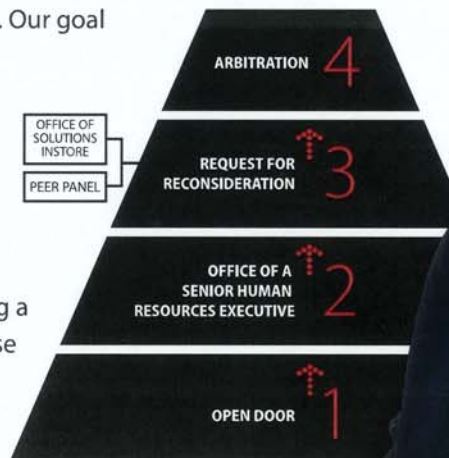 . Our goal
ARBITRATION 4
OFFICE OF
SOLUTIONS
INSTORE
PEER PANEL
REQUEST FOR
RECONSIDERATION 3
OFFICE OF A
SENIOR HUMAN
RESOURCES EXECUTIVE 2
g a
se
OPEN DOOR 1